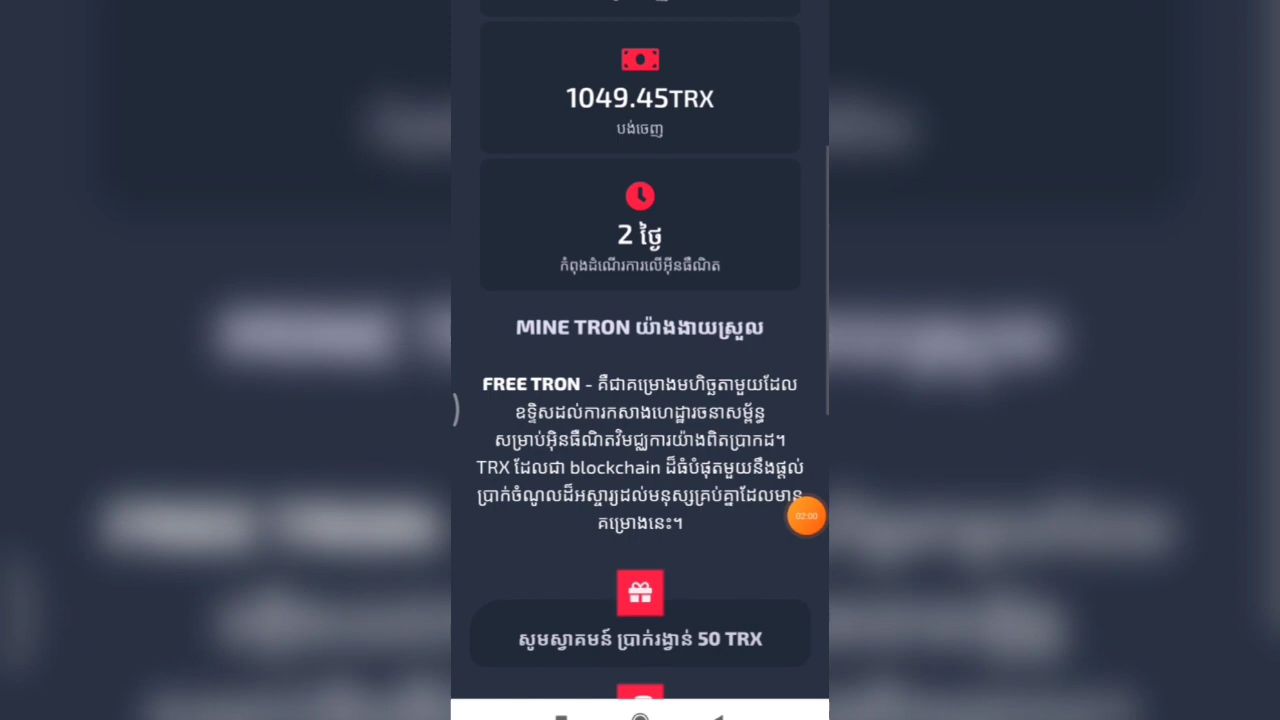 1049.45TRX
បង់ចេញ
2 ថ្ងៃ
កំពុងដំណើរការលើអ៊ីនធឺណិត
MINE TRON យ៉ាងងាយស្រួល
FREE TRON - គឺជាគម្រោងមហិច្ឆតាមួយដែល
ឧទ្ទិសដល់ការកសាងហេដ្ឋារចនាសម្ព័ន្ធ
សម្រាប់អ៊ិនធឺណិតវិមជ្ឈការយ៉ាងពិតប្រាកដ។
TRX ដែលជា blockchain ដ៏ធំបំផុតមួយនឹងផ្តល់
ប្រាក់ចំណូលដ៏អស្ចារ្យដល់មនុស្សគ្រប់គ្នាដែលមាន
គម្រោងនេះ។
02:00
សូមស្វាគមន៍ ប្រាក់រង្វាន់ 50 TRX